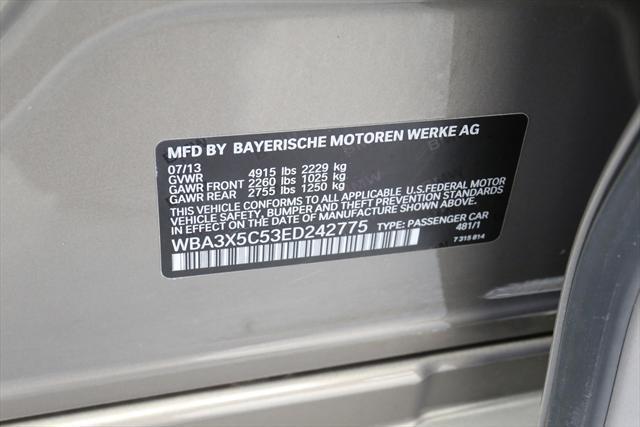 MFD BY BAYERISCHE MOTOREN WERKE AG
07/13
GVWR 4915 lbs 2229 kg
GAWR FRONT 2260 lbs 1025 kg
GAWR REAR 2755 lbs 1250 kg
THIS VEHICLE CONFORMS TO ALL APPLICABLE U.S.FEDERAL MOTOR
VEHICLE SAFETY, BUMPER AND THEFT PREVENTION STANDARDS
IN EFFECT ON THE DATE OF MANUFACTURE SHOWN ABOVE.
WBA3X5C53ED242775 TYPE: PASSENGER CAR
481/1
7 315 814